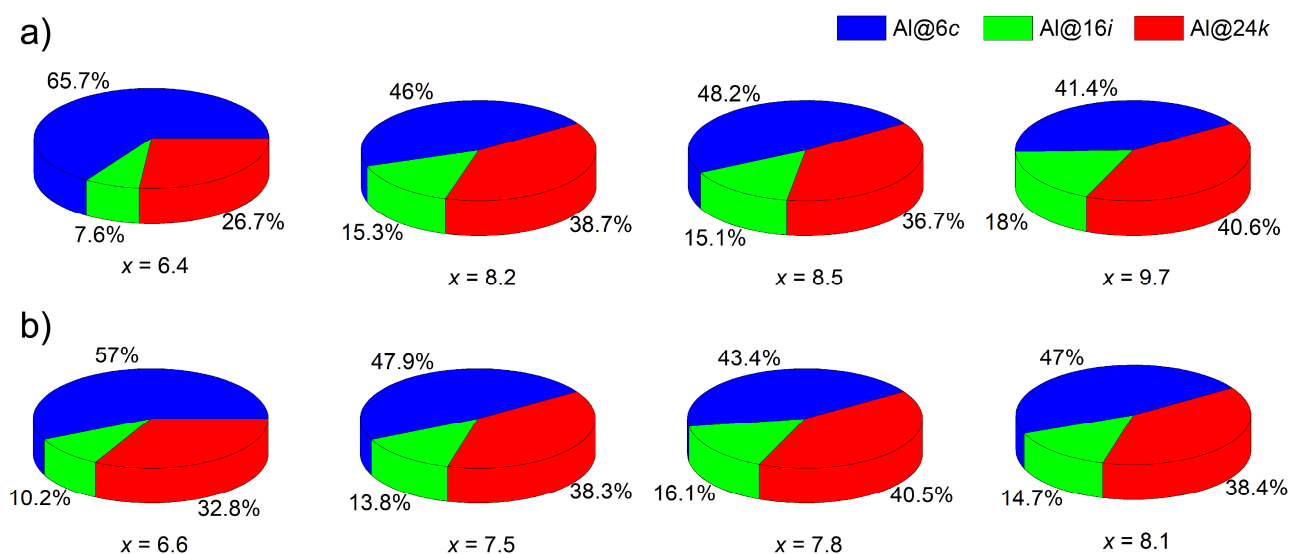 a)
Al@6c
Al@16i
Al@24k
65.7%
7.6%
26.7%
x = 6.4
46%
15.3%
38.7%
x = 8.2
48.2%
15.1%
36.7%
x = 8.5
41.4%
18%
40.6%
x = 9.7
b)
57%
10.2%
32.8%
x = 6.6
47.9%
13.8%
38.3%
x = 7.5
43.4%
16.1%
40.5%
x = 7.8
47%
14.7%
38.4%
x = 8.1